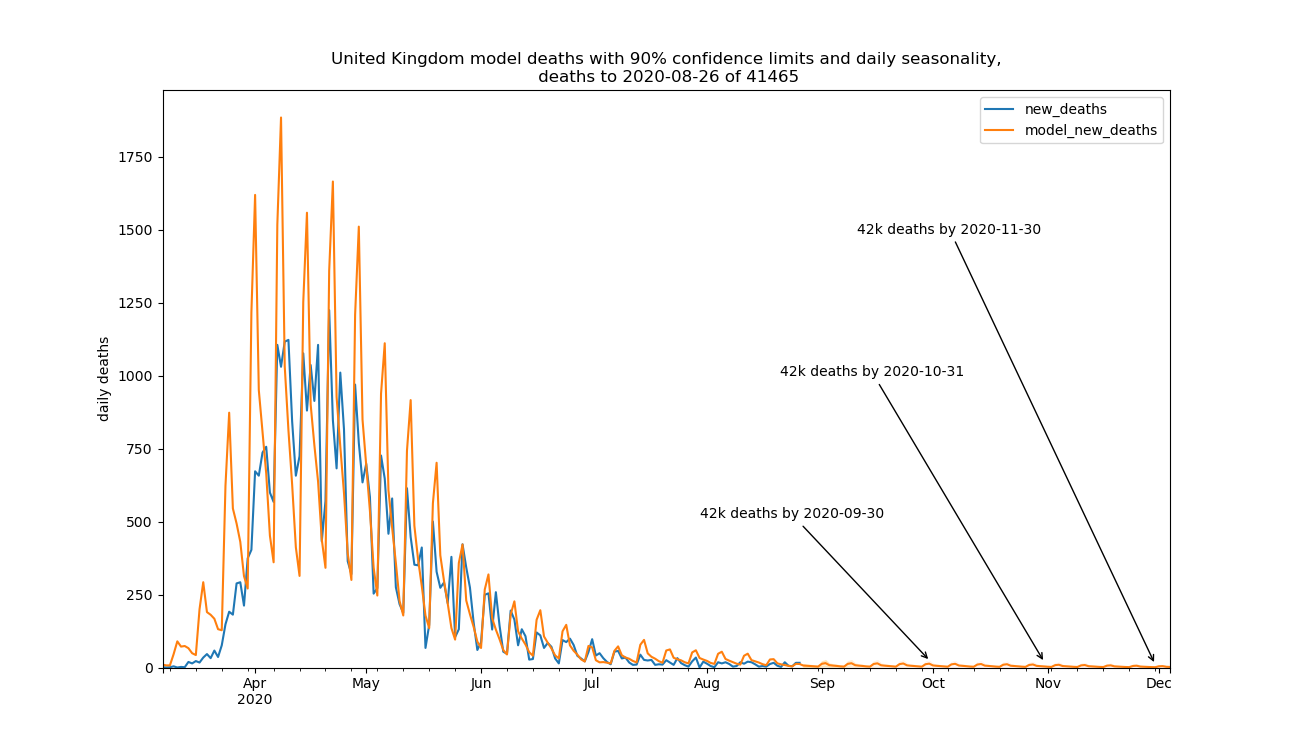 United Kingdom model deaths with 90% confidence limits and daily seasonality,
deaths to 2020-08-26 of 41465
new_deaths
model_new_deaths
daily deaths
1750
1500
1250
1000
750
500
250
0
42k deaths by 2020-11-30
42k deaths by 2020-10-31
42k deaths by 2020-09-30
Apr
2020
May
Jun
Jul
Aug
Sep
Oct
Nov
Dec